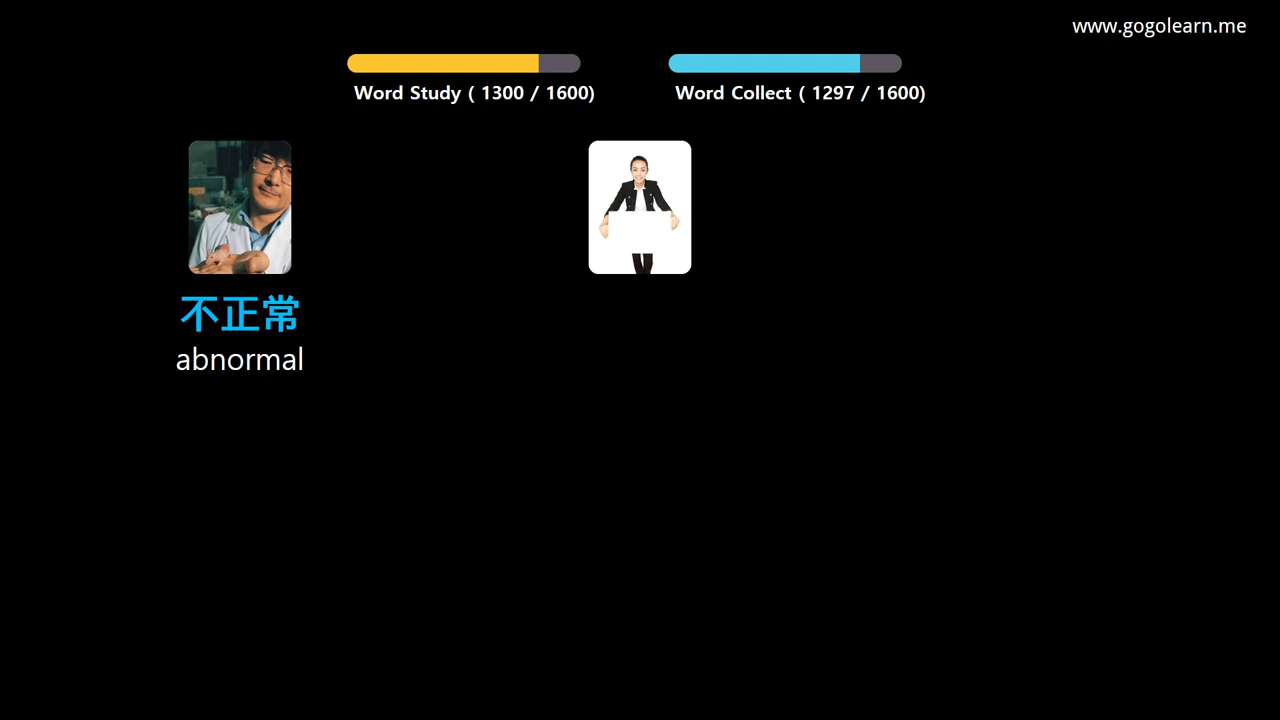 www.gogolearn.me
Word Study ( 1300 / 1600)
Word Collect ( 1297 / 1600)
不正常
abnormal